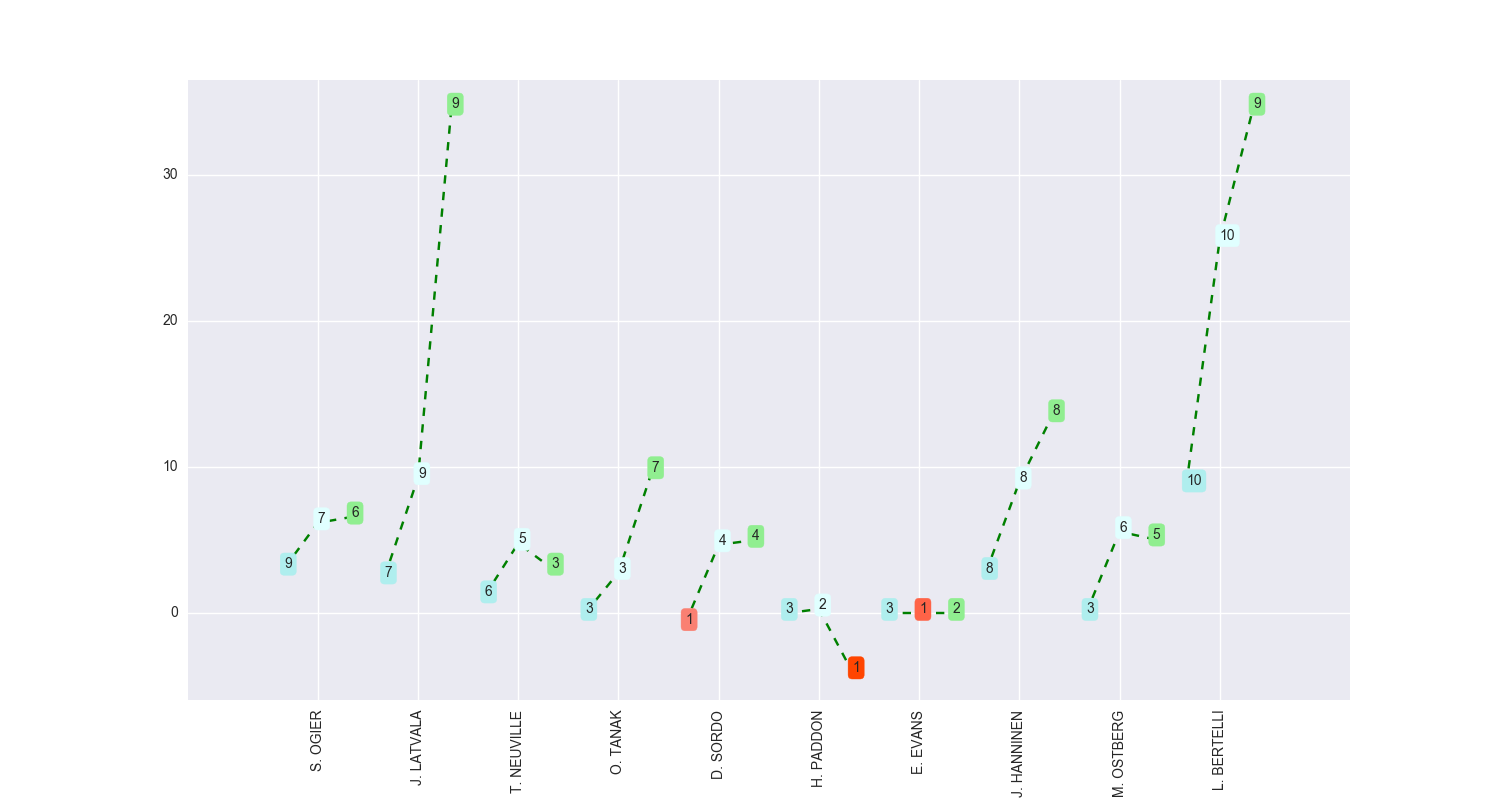 9 9
30
10
20
8
10
9
8
7
10
7 6
5
6
5
9
7
8
3
3
4 4
6
0
3
3
1
3 2
3 1 2
3
1
S. OGIER
J. LATVALA
T. NEUVILLE
O. TANAK
D. SORDO
H. PADDON
E. EVANS
J. HANNINEN
M. OSTBERG
L. BERTELLI